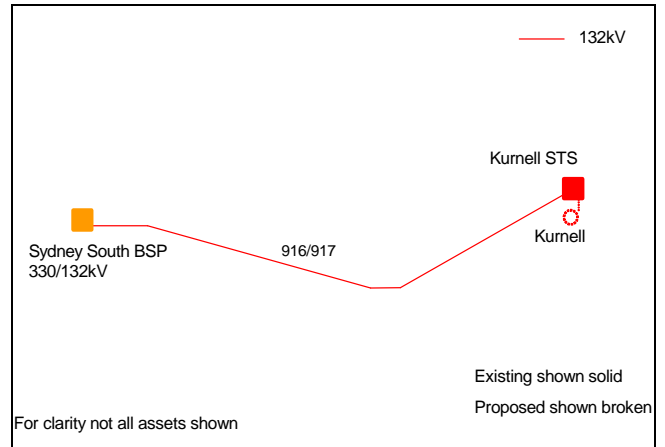 132kV
Kurnell STS
Kurnell
Sydney South BSP
330/132kV
916/917
Existing shown solid
Proposed shown broken
For clarity not all assets shown